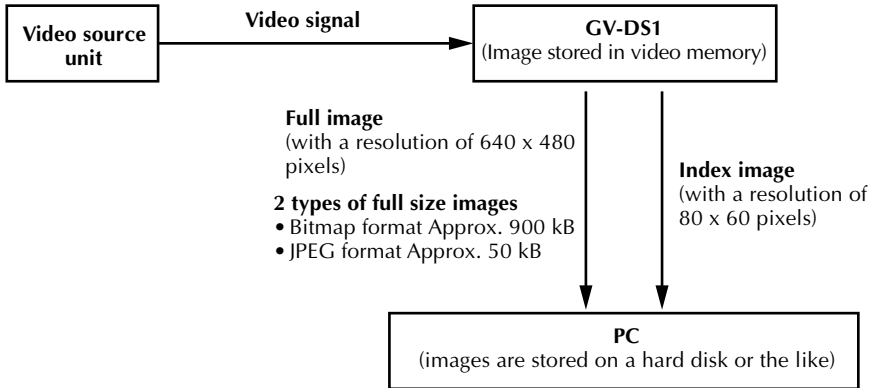 Video source
unit
Video signal
GV-DS1
(Image stored in video memory)
Full image
(with a resolution of 640 x 480
pixels)
2 types of full size images
• Bitmap format Approx. 900 kB
• JPEG format Approx. 50 kB
Index image
(with a resolution of
80 x 60 pixels)
PC
(images are stored on a hard disk or the like)